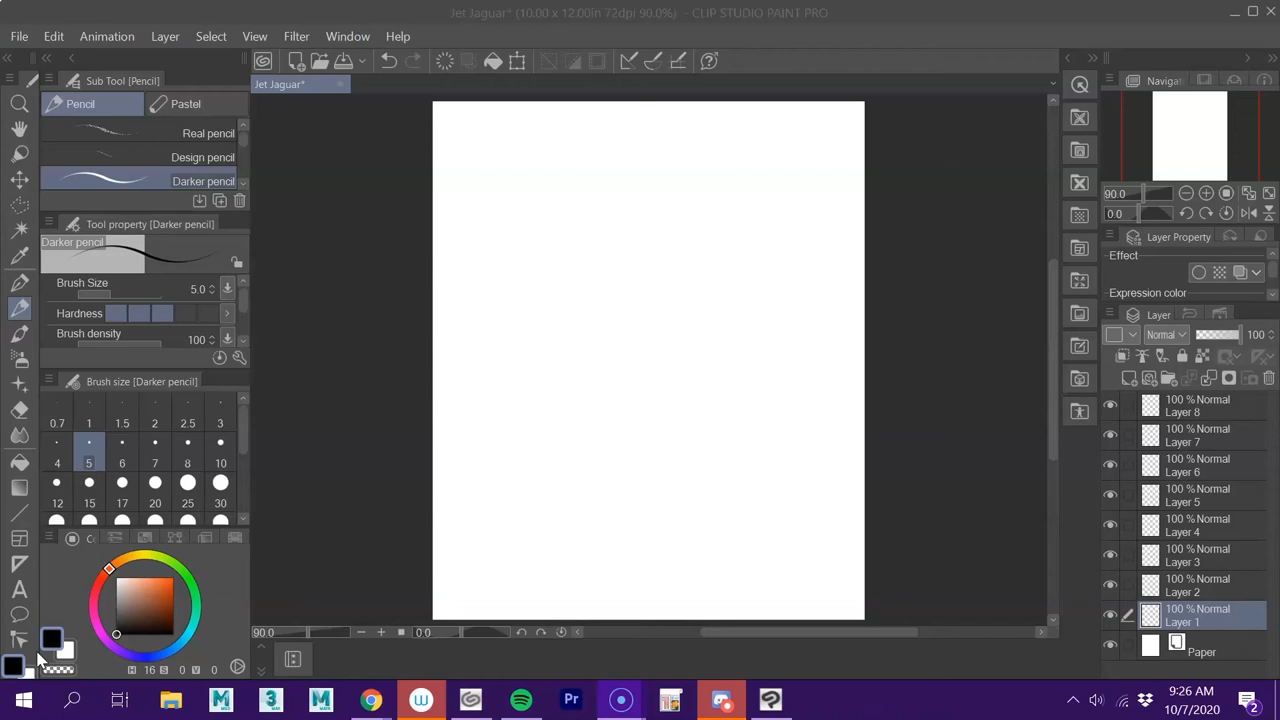 Jet Jaguar* (10.00 x 12.00in 72dpi 90.0%) - CLIP STUDIO PAINT PRO
File Edit Animation Layer Select View Filter Window Help
Sub Tool [Pencil]
Pencil Pastel
Real pencil
Design pencil
Darker pencil
Tool property [Darker pencil]
Darker pencil
Brush Size 5.0
Hardness
Brush density 100
Brush size [Darker pencil]
0.7 1 1.5 2 2.5 3
4 5 6 7 8 10
12 15 17 20 25 30
H 16 S 0 V 0
Jet Jaguar*
90.0 0.0
Navigat
90.0
0.0
Layer Property
Effect
Expression color
Layer
Normal 100
100 % Normal
Layer 8
100 % Normal
Layer 7
100 % Normal
Layer 6
100 % Normal
Layer 5
100 % Normal
Layer 4
100 % Normal
Layer 3
100 % Normal
Layer 2
100 % Normal
Layer 1
Paper
9:26 AM
10/7/2020
2